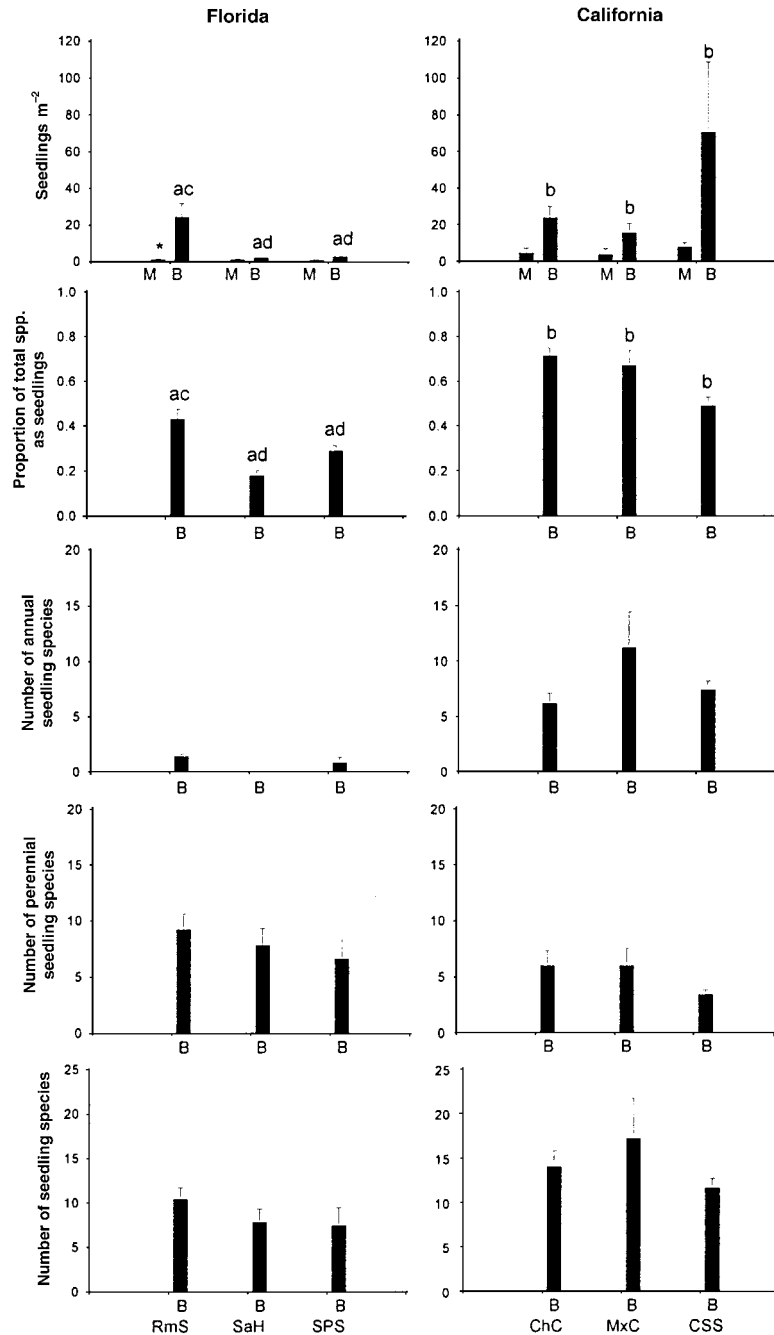 Florida
California
Seedlings m⁻²
120
100
80
60
40
20
0
*
ac
ad
ad
M B M B M B
120
100
80
60
40
20
0
b
b
b
M B M B M B
Proportion of total spp.
as seedlings
1.0
0.8
0.6
0.4
0.2
0.0
ac
ad
ad
B B B
1.0
0.8
0.6
0.4
0.2
0.0
b
b
b
B B B
Number of annual
seedling species
20
15
10
5
0
B B B
20
15
10
5
0
B B B
Number of perennial
seedling species
20
15
10
5
0
B B B
20
15
10
5
0
B B B
Number of seedling species
25
20
15
10
5
0
B B B
RmS SaH SPS
25
20
15
10
5
0
B B B
ChC MxC CSS